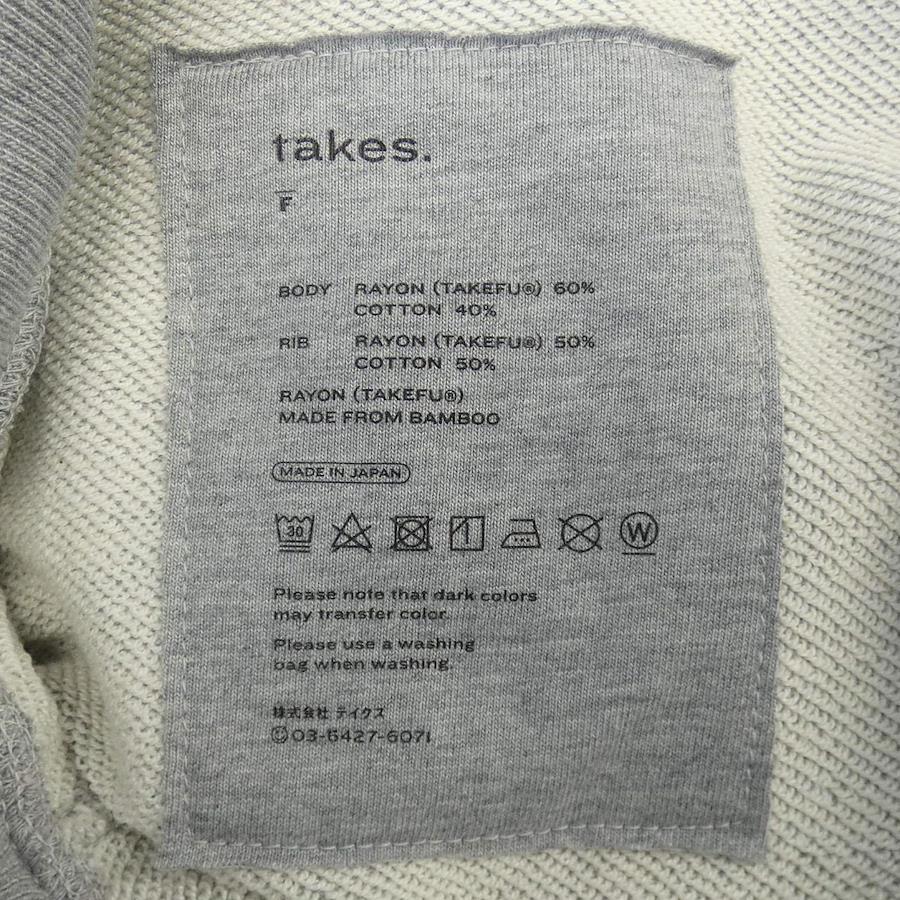 takes.
F
BODY RAYON (TAKEFU®) 60%
COTTON 40%
RIB RAYON (TAKEFU®) 50%
COTTON 50%
RAYON (TAKEFU®)
MADE FROM BAMBOO
MADE IN JAPAN
30 W
Please note that dark colors
may transfer color.
Please use a washing
bag when washing.
株式会社 テイクス
03-6427-6071